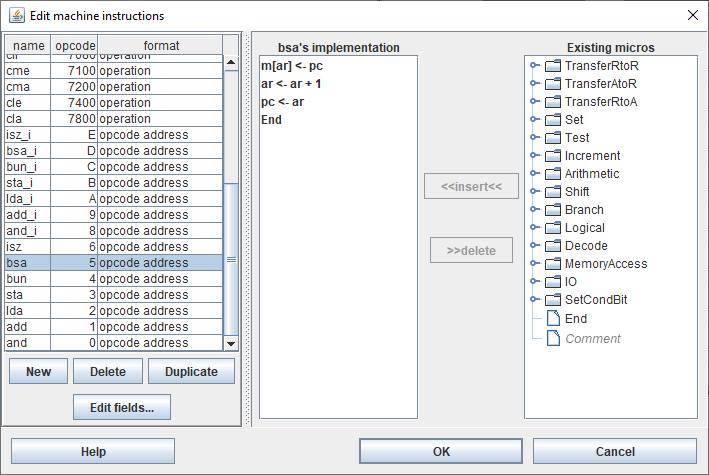 Edit machine instructions
name opcode format
cir 7080 operation
cme 7100 operation
cma 7200 operation
cle 7400 operation
cla 7800 operation
isz_i E opcode address
bsa_i D opcode address
bun_i C opcode address
sta_i B opcode address
lda_i A opcode address
add_i 9 opcode address
and_i 8 opcode address
isz 6 opcode address
bsa 5 opcode address
bun 4 opcode address
sta 3 opcode address
lda 2 opcode address
add 1 opcode address
and 0 opcode address
New Delete Duplicate
Edit fields...
bsa's implementation
m[ar] <- pc
ar <- ar + 1
pc <- ar
End
<<insert<<
>>delete
Existing micros
TransferRtoR
TransferAtoR
TransferRtoA
Set
Test
Increment
Arithmetic
Shift
Branch
Logical
Decode
MemoryAccess
IO
SetCondBit
End
Comment
Help OK Cancel